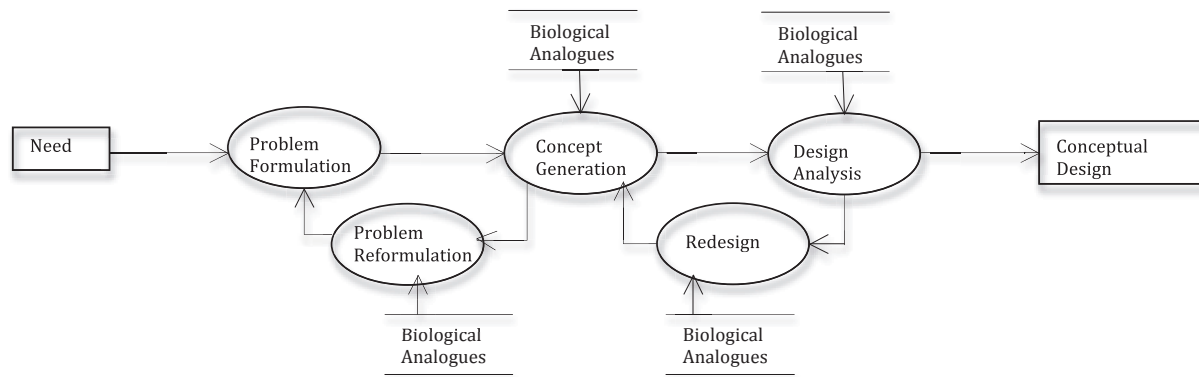 Biological
Analogues
Biological
Analogues
Need
Problem
Formulation
Concept
Generation
Design
Analysis
Conceptual
Design
Problem
Reformulation
Redesign
Biological
Analogues
Biological
Analogues